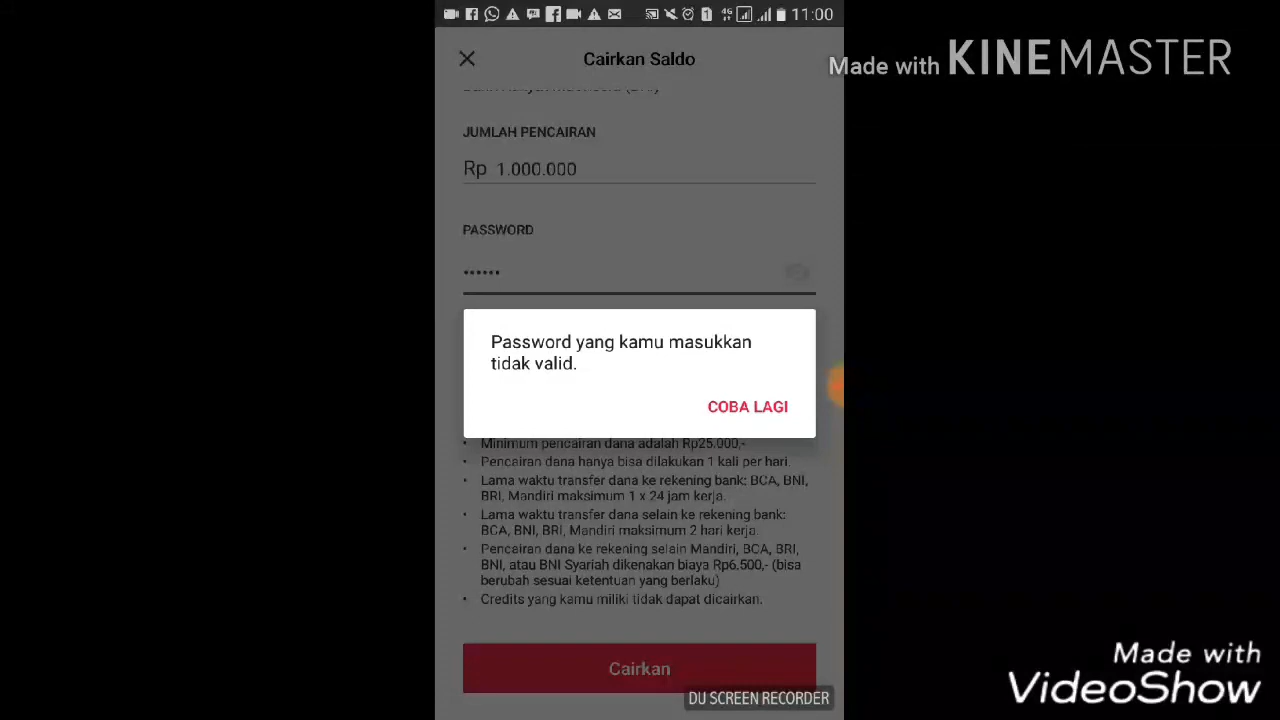 11:00
Cairkan Saldo
Made with KINEMASTER
JUMLAH PENCAIRAN
Rp 1.000.000
PASSWORD
Password yang kamu masukkan
tidak valid.
COBA LAGI
• Minimum pencairan dana adalah Rp25.000,-
• Pencairan dana hanya bisa dilakukan 1 kali per hari.
• Lama waktu transfer dana ke rekening bank: BCA, BNI,
BRI, Mandiri maksimum 1 x 24 jam kerja.
• Lama waktu transfer dana selain ke rekening bank:
BCA, BNI, BRI, Mandiri maksimum 2 hari kerja.
• Pencairan dana ke rekening selain Mandiri, BCA, BRI,
BNI, atau BNI Syariah dikenakan biaya Rp6.500,- (bisa
berubah sesuai ketentuan yang berlaku)
• Credits yang kamu miliki tidak dapat dicairkan.
Cairkan
DU SCREEN RECORDER
Made with
VideoShow